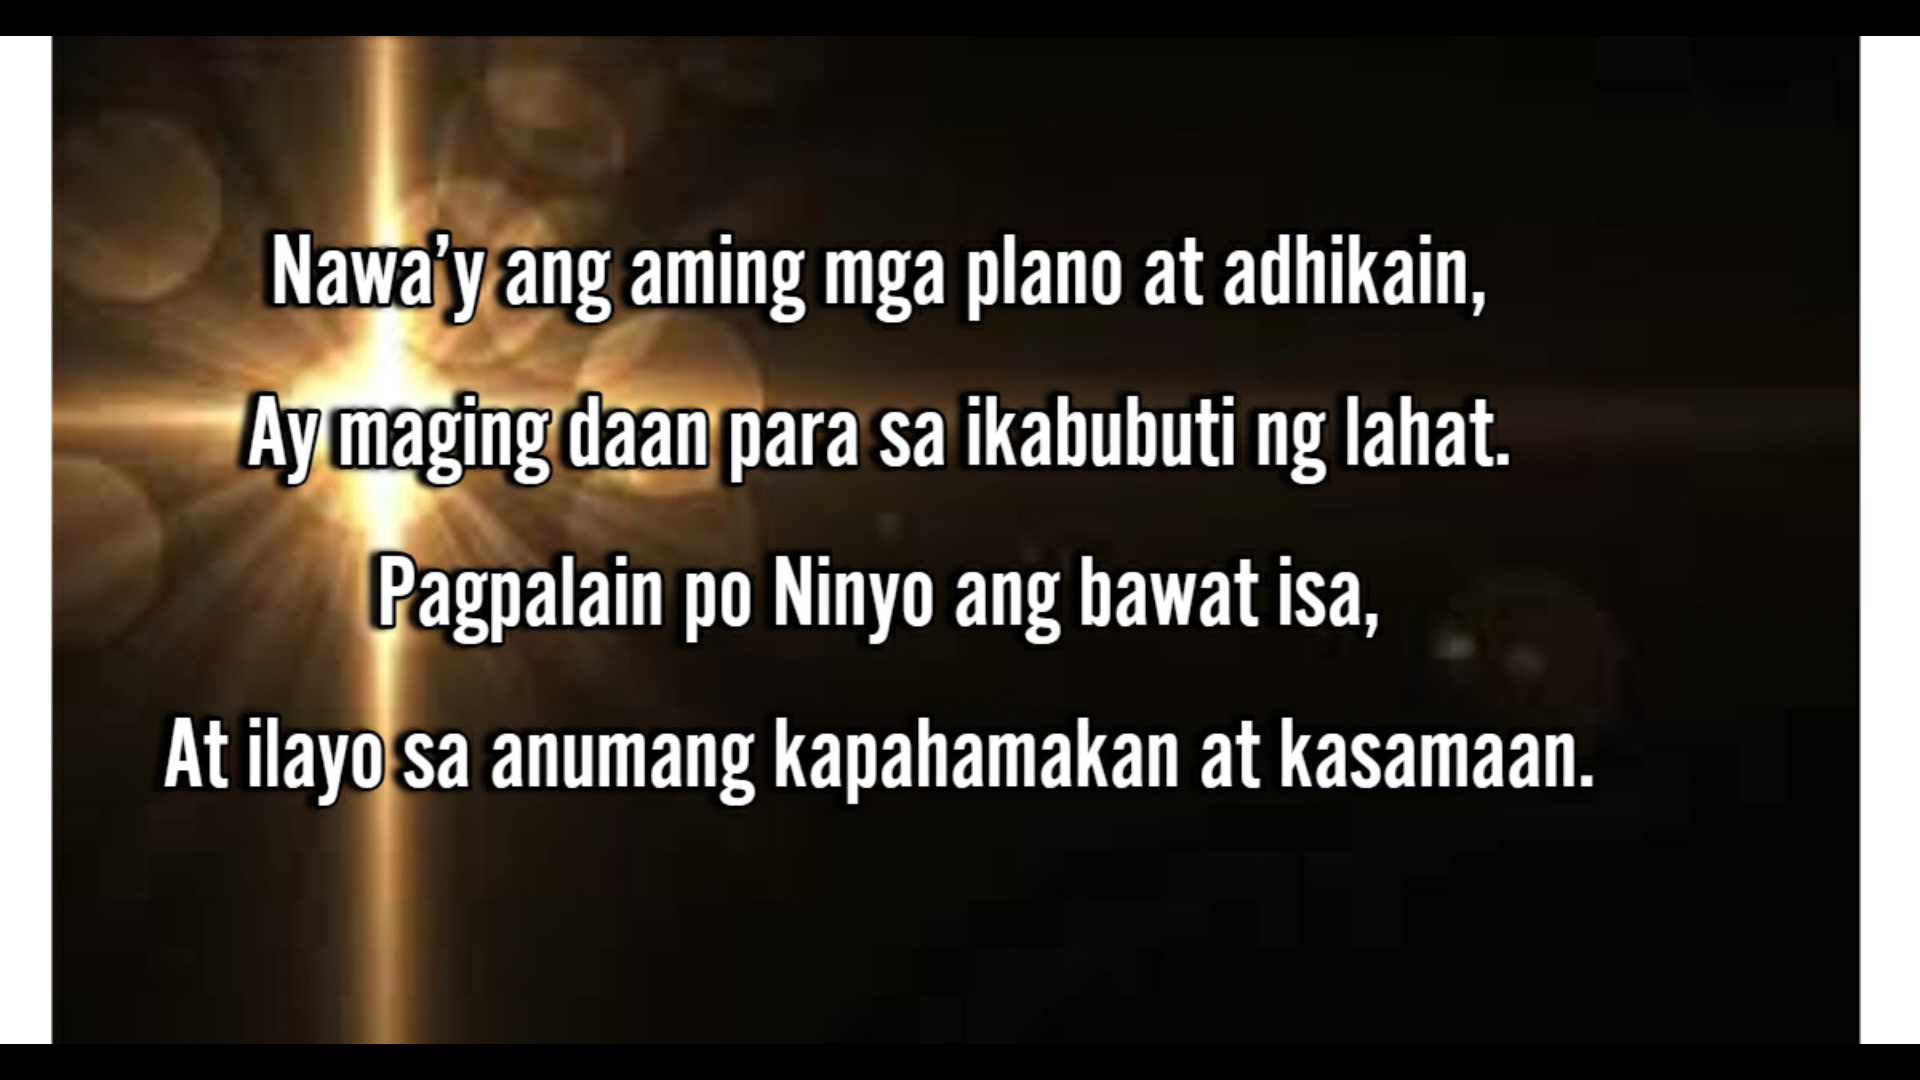 Nawa’y ang aming mga plano at adhikain,
Ay maging daan para sa ikabubuti ng lahat.
Pagpalain po Ninyo ang bawat isa,
At ilayo sa anumang kapahamakan at kasamaan.